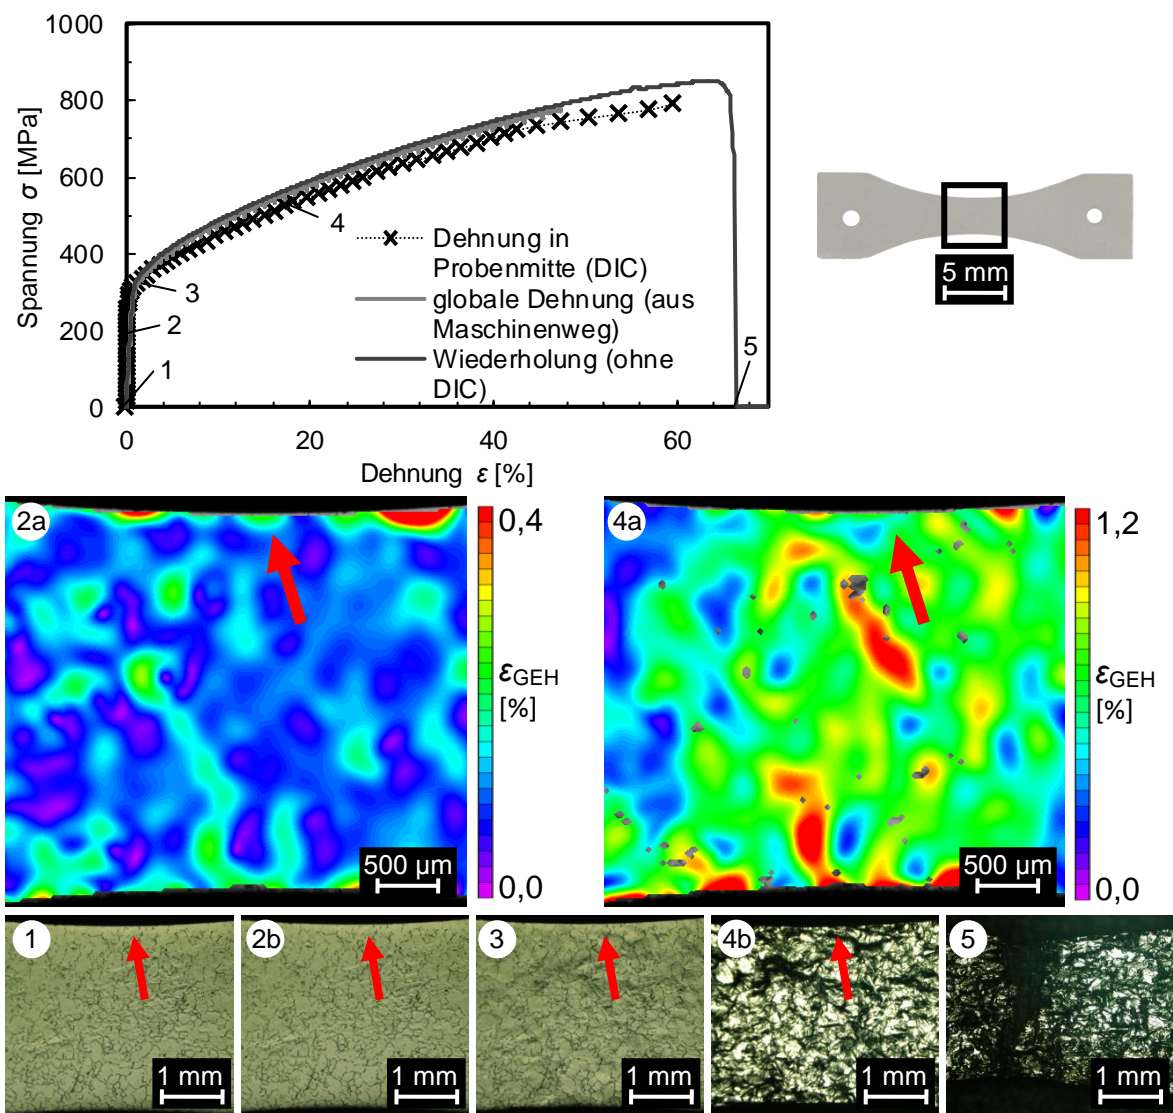 1000
800
600
400
200
0
Spannung σ [MPa]
0
20
40
60
Dehnung ε [%]
1
2
3
4
5
Dehnung in
Probenmitte (DIC)
globale Dehnung (aus
Maschinenweg)
Wiederholung (ohne
DIC)
5 mm
2a
0,4
εGEH
[%]
0,0
500 µm
4a
1,2
εGEH
[%]
0,0
500 µm
1
1 mm
2b
1 mm
3
1 mm
4b
1 mm
5
1 mm